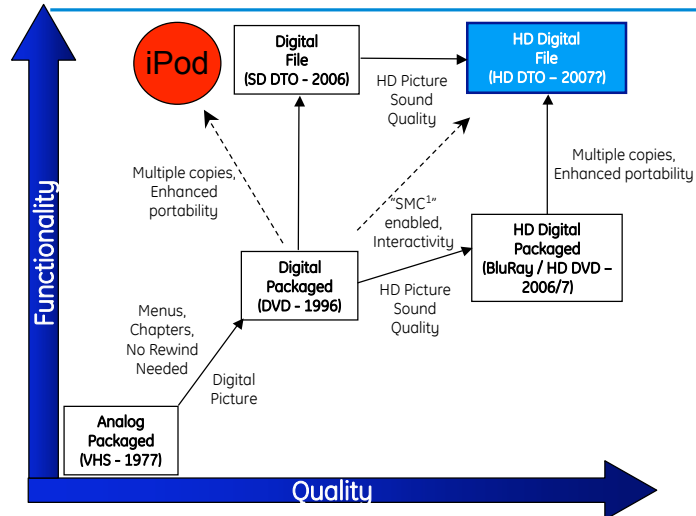 iPod
Digital
File
(SD DTO - 2006)
HD Digital
File
(HD DTO – 2007?)
HD Picture
Sound
Quality
Multiple copies,
Enhanced
portability
Multiple copies,
Enhanced portability
"SMC¹"
enabled,
Interactivity
HD Digital
Packaged
(BluRay / HD DVD –
2006/7)
Digital
Packaged
(DVD - 1996)
HD Picture
Sound
Quality
Menus,
Chapters,
No Rewind
Needed
Digital
Picture
Analog
Packaged
(VHS - 1977)
Functionality
Quality